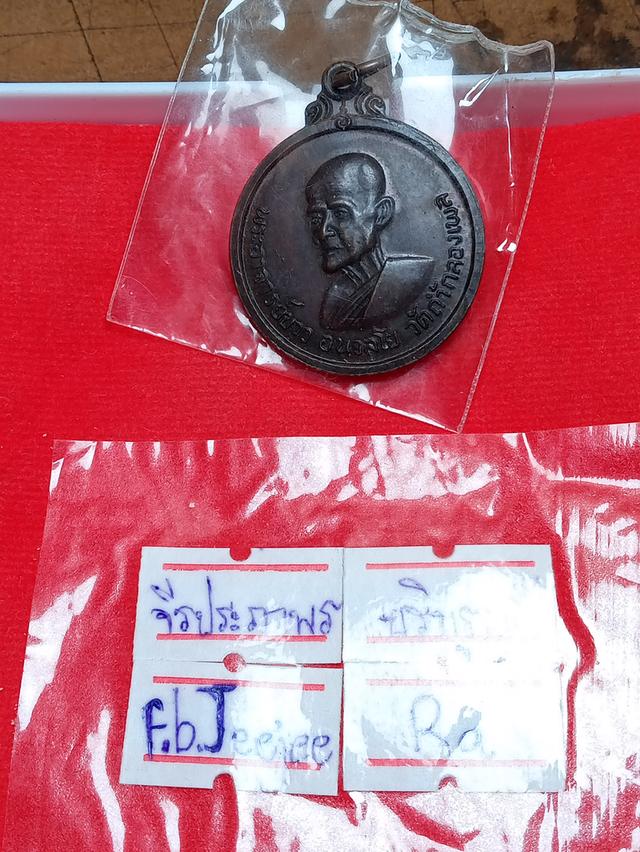 พระอาจารย์ขาว อนาลโย วัดถ้ำกลองเพล
จีรประภาพร
F.b.Jeejee Ra